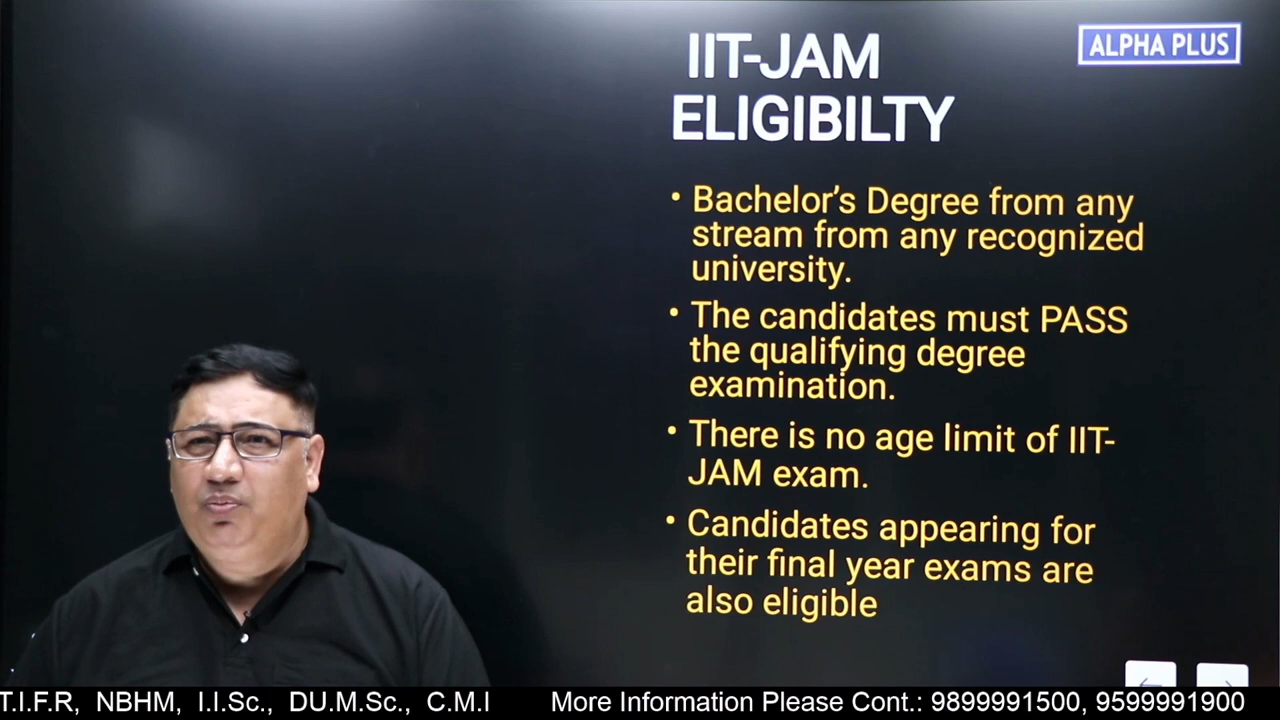 IIT-JAM
ELIGIBILTY
ALPHA PLUS
• Bachelor’s Degree from any
stream from any recognized
university.
• The candidates must PASS
the qualifying degree
examination.
• There is no age limit of IIT-
JAM exam.
• Candidates appearing for
their final year exams are
also eligible
T.I.F.R, NBHM, I.I.Sc., DU.M.Sc., C.M.I More Information Please Cont.: 9899991500, 9599991900